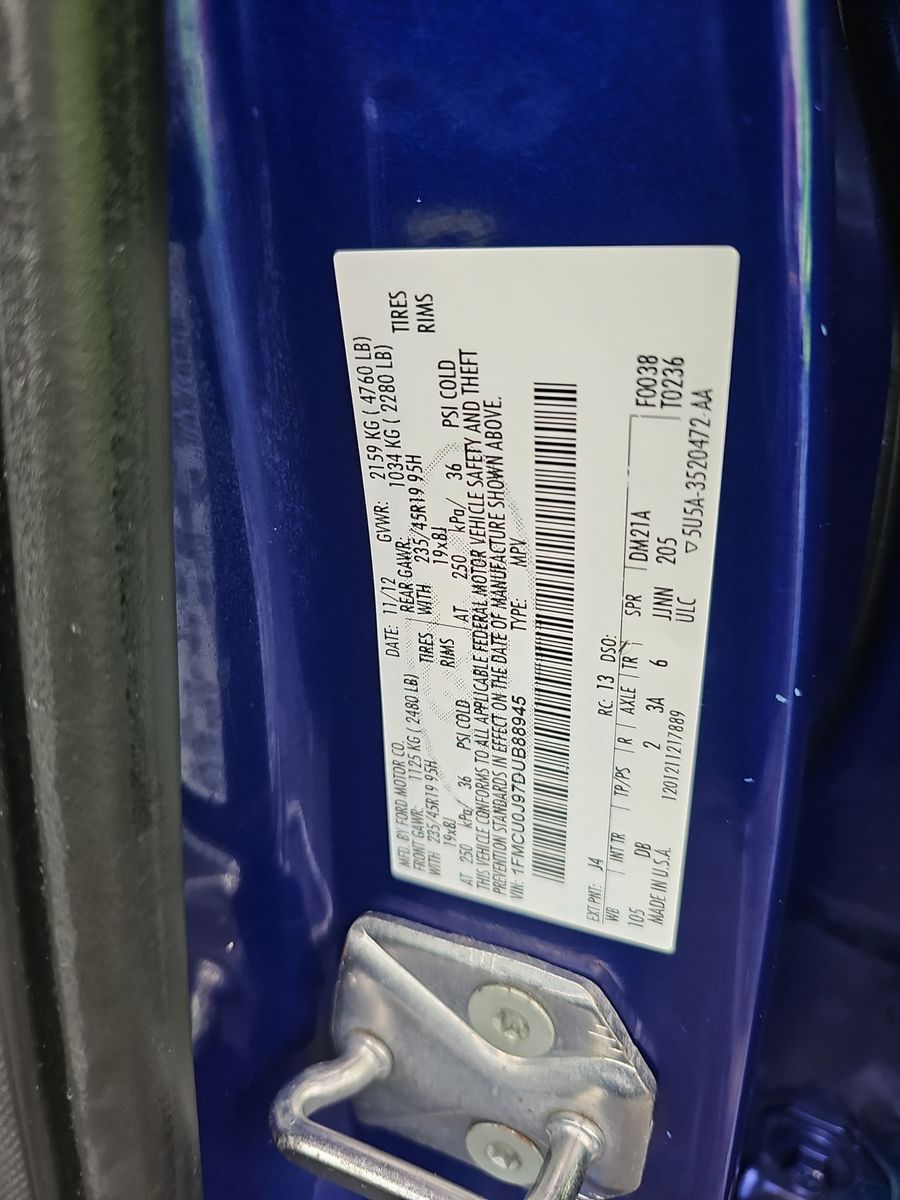 MFD. BY FORD MOTOR CO. DATE: 11/12 GVWR: 2159 KG ( 4760 LB)
FRONT GAWR: 1125 KG ( 2480 LB) REAR GAWR: 1034 KG ( 2280 LB)
WITH 235/45R19 95H TIRES WITH 235/45R19 95H TIRES
19x8J RIMS 19x8J RIMS
AT 250 kPa/ 36 PSI COLD AT 250 kPa/ 36 PSI COLD
THIS VEHICLE CONFORMS TO ALL APPLICABLE FEDERAL MOTOR VEHICLE SAFETY AND THEFT
PREVENTION STANDARDS IN EFFECT ON THE DATE OF MANUFACTURE SHOWN ABOVE.
VIN: 1FMCU0J97DUB88945 TYPE: MPV
EXT PNT: J4 RC: 13 DSO: F0038
WB INT TR TP/PS R AXLE TR SPR DM21A T0236
105 DB 2 3A 6 JJNN 205
MADE IN U.S.A. 120121121217889 ULC ▽5U5A-3520472-AA